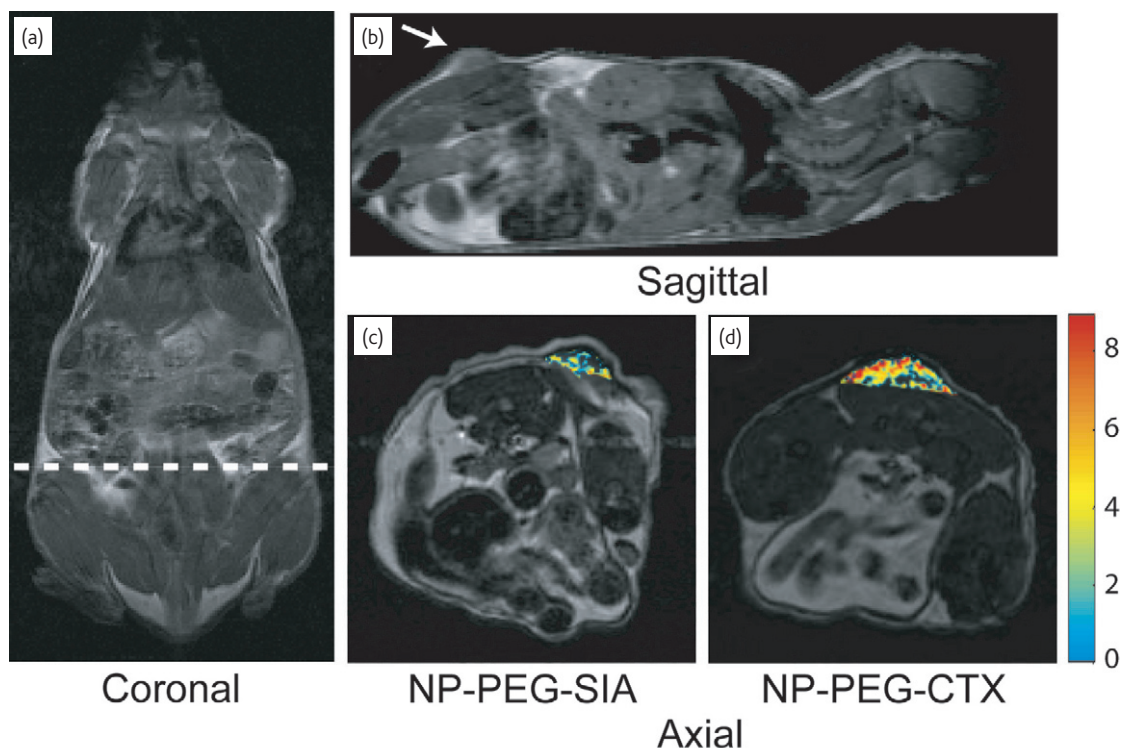 (a)
(b)
Sagittal
(c)
(d)
8
6
4
2
0
Coronal
NP-PEG-SIA
NP-PEG-CTX
Axial